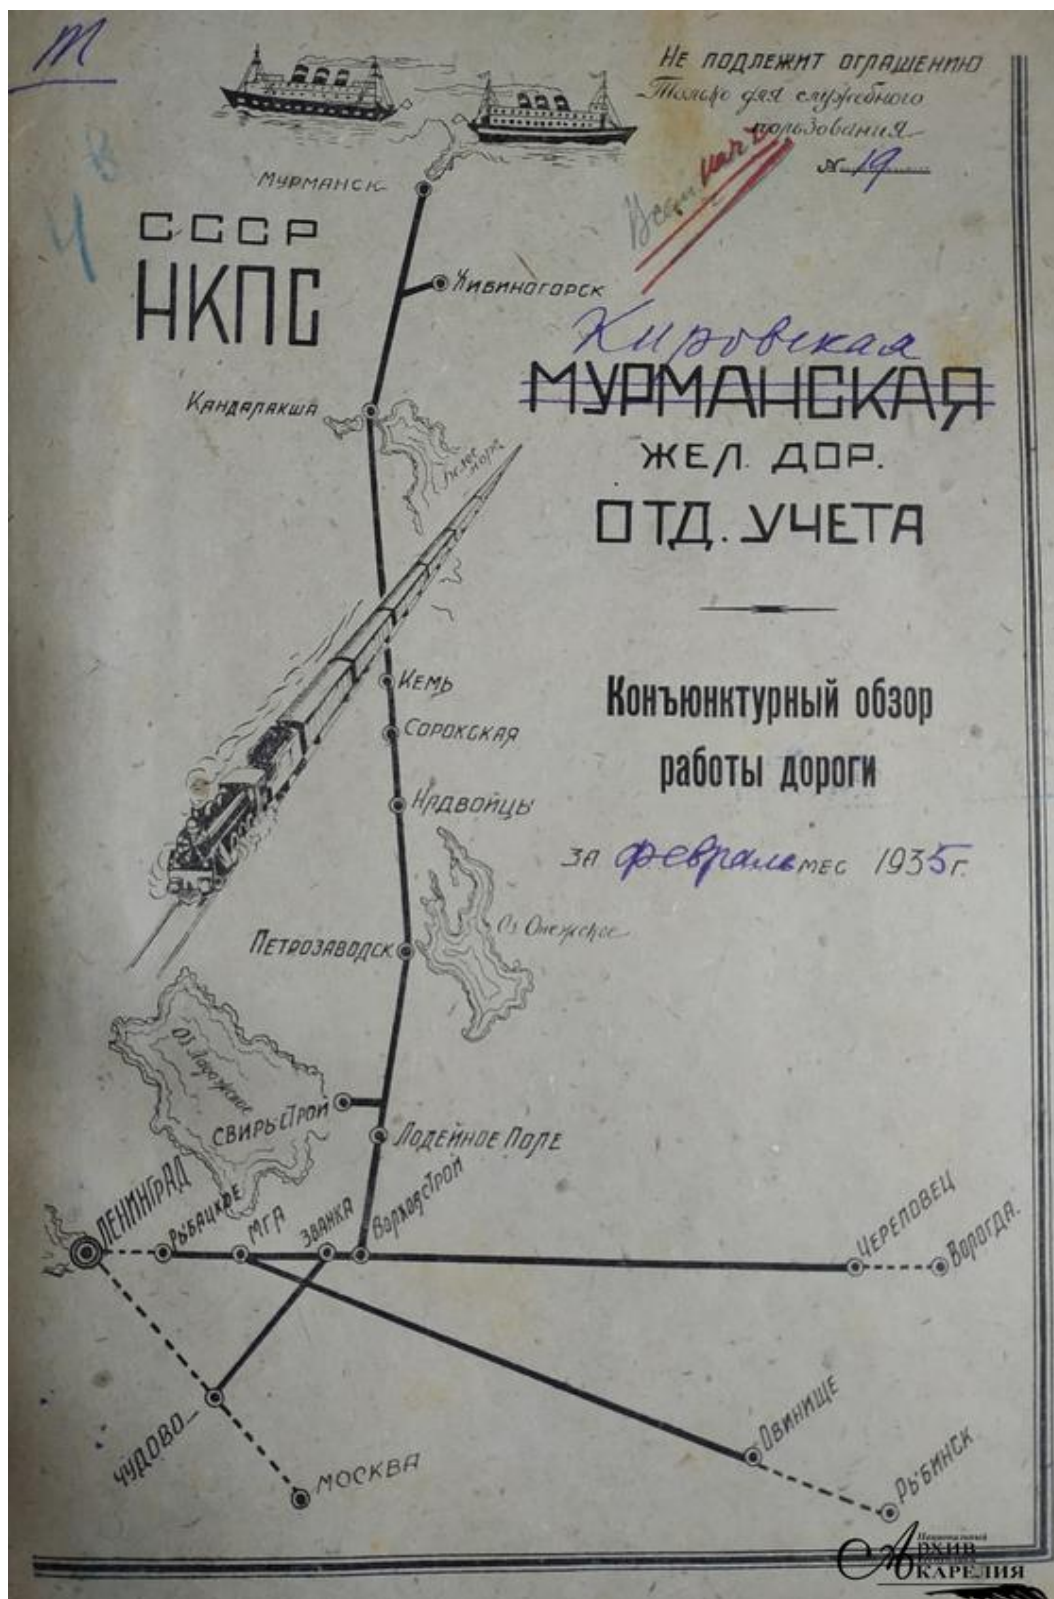 т
Не подлежит оглашению
Только для служебного
пользования
№ 19
Мурманск
СССР
НКПС
Хибиногорск
Кировская
МУРМАНСКАЯ
ЖЕЛ. ДОР.
ОТД. УЧЕТА
Кандалакша
Белое море
Конъюнктурный обзор
работы дороги
за февраль мес 1935 г.
Кемь
Сорокская
Надвойцы
Оз Онежское
Петрозаводск
Оз Ладожское
Свирьстрой
Лодейное Поле
Ленинград
Рыбацкое
Мга
Званка
Волховстрой
Череповец
Вологда.
Чудово
Москва
Овинище
Рыбинск
Национальный
АРХИВ
КАРЕЛИЯ